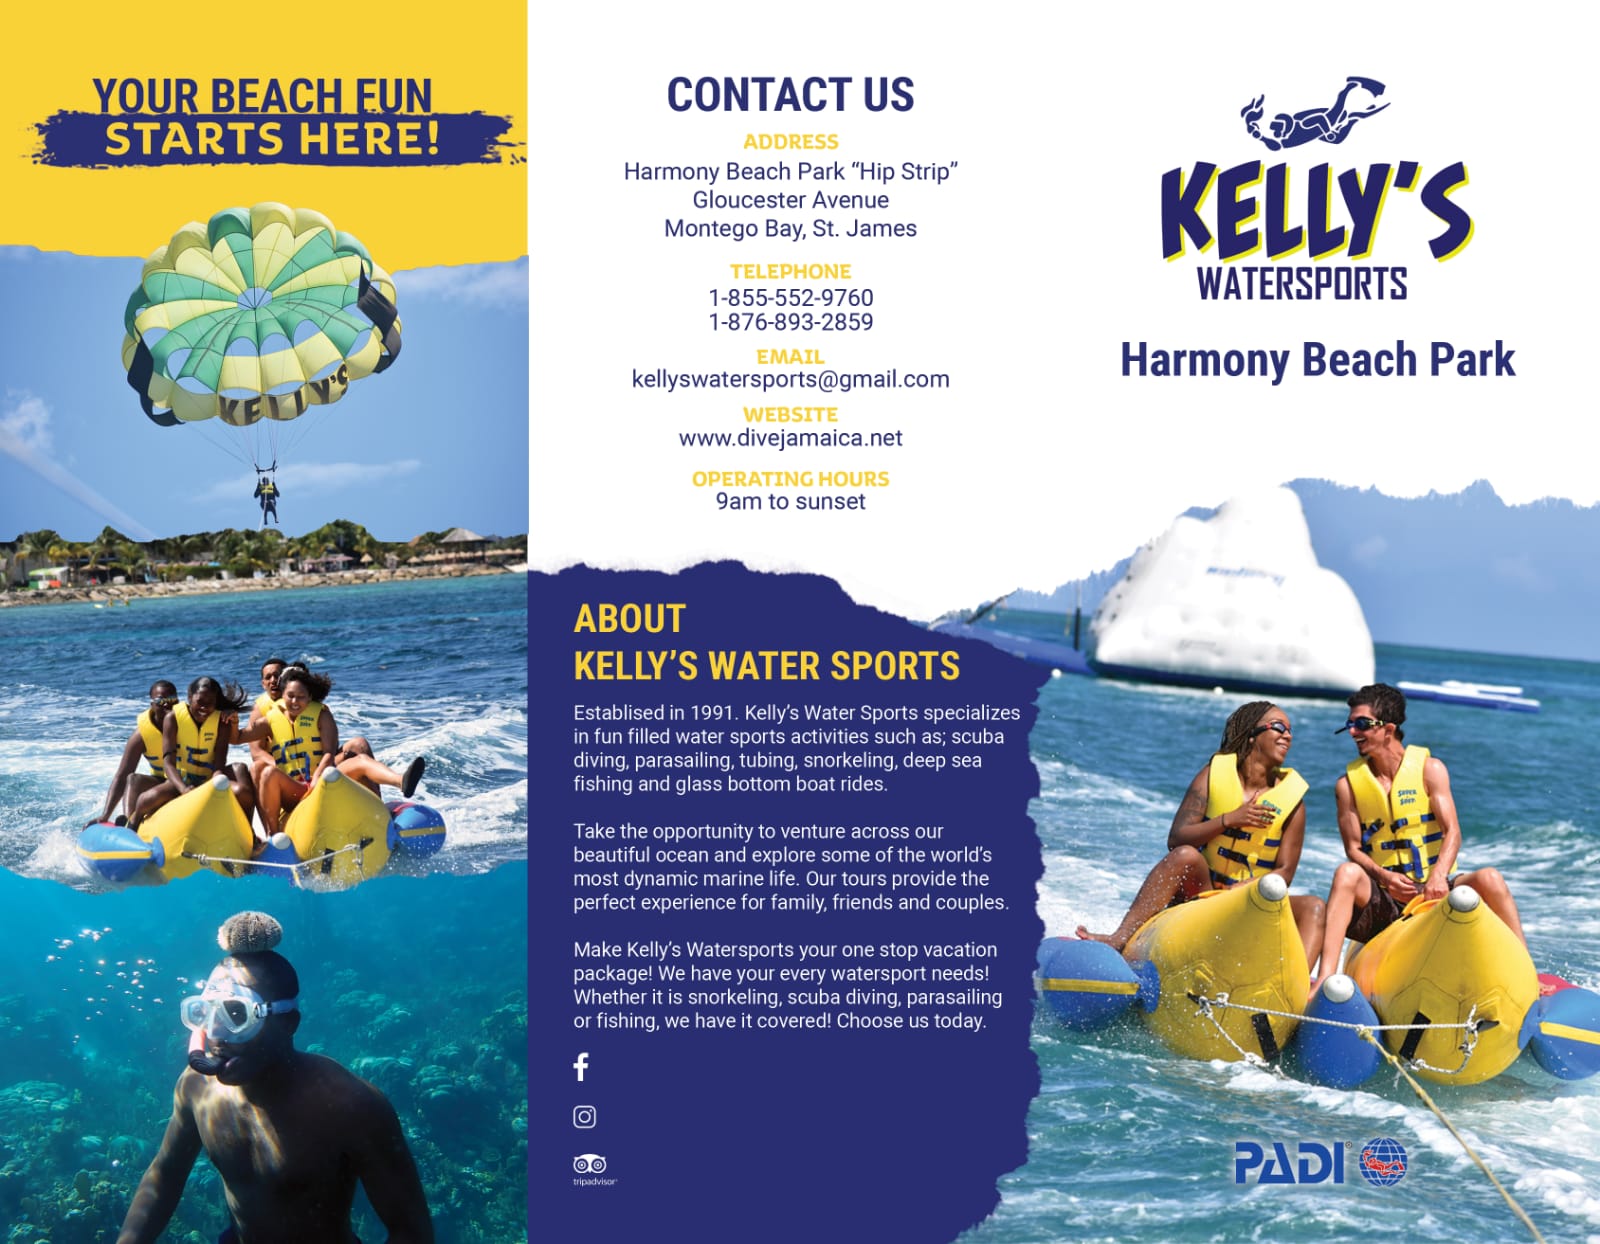 YOUR BEACH FUN
STARTS HERE!
KELLY'S
CONTACT US
ADDRESS
Harmony Beach Park “Hip Strip”
Gloucester Avenue
Montego Bay, St. James
TELEPHONE
1-855-552-9760
1-876-893-2859
EMAIL
kellyswatersports@gmail.com
WEBSITE
www.divejamaica.net
OPERATING HOURS
9am to sunset
ABOUT
KELLY’S WATER SPORTS
Establised in 1991. Kelly’s Water Sports specializes
in fun filled water sports activities such as; scuba
diving, parasailing, tubing, snorkeling, deep sea
fishing and glass bottom boat rides.
Take the opportunity to venture across our
beautiful ocean and explore some of the world’s
most dynamic marine life. Our tours provide the
perfect experience for family, friends and couples.
Make Kelly’s Watersports your one stop vacation
package! We have your every watersport needs!
Whether it is snorkeling, scuba diving, parasailing
or fishing, we have it covered! Choose us today.
tripadvisor
KELLY’S
WATERSPORTS
Harmony Beach Park
PADI®